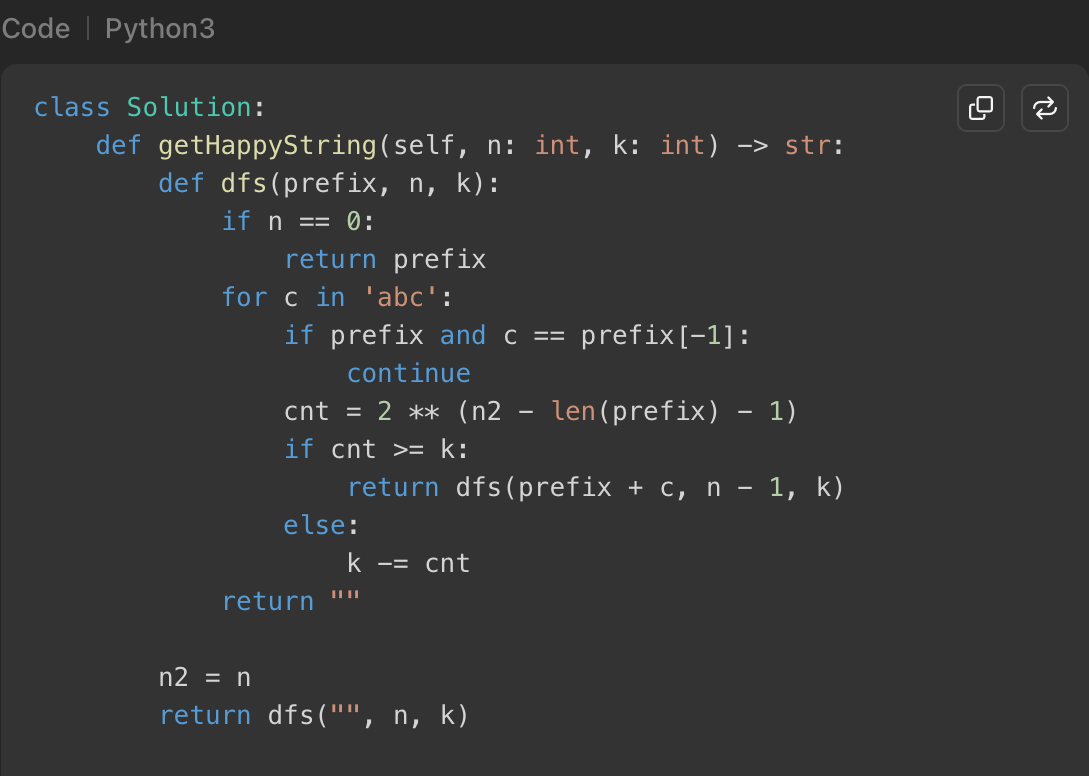 Code | Python3
class Solution:
    def getHappyString(self, n: int, k: int) -> str:
        def dfs(prefix, n, k):
            if n == 0:
                return prefix
            for c in 'abc':
                if prefix and c == prefix[-1]:
                    continue
                cnt = 2 ** (n2 - len(prefix) - 1)
                if cnt >= k:
                    return dfs(prefix + c, n - 1, k)
                else:
                    k -= cnt
            return ""

        n2 = n
        return dfs("", n, k)